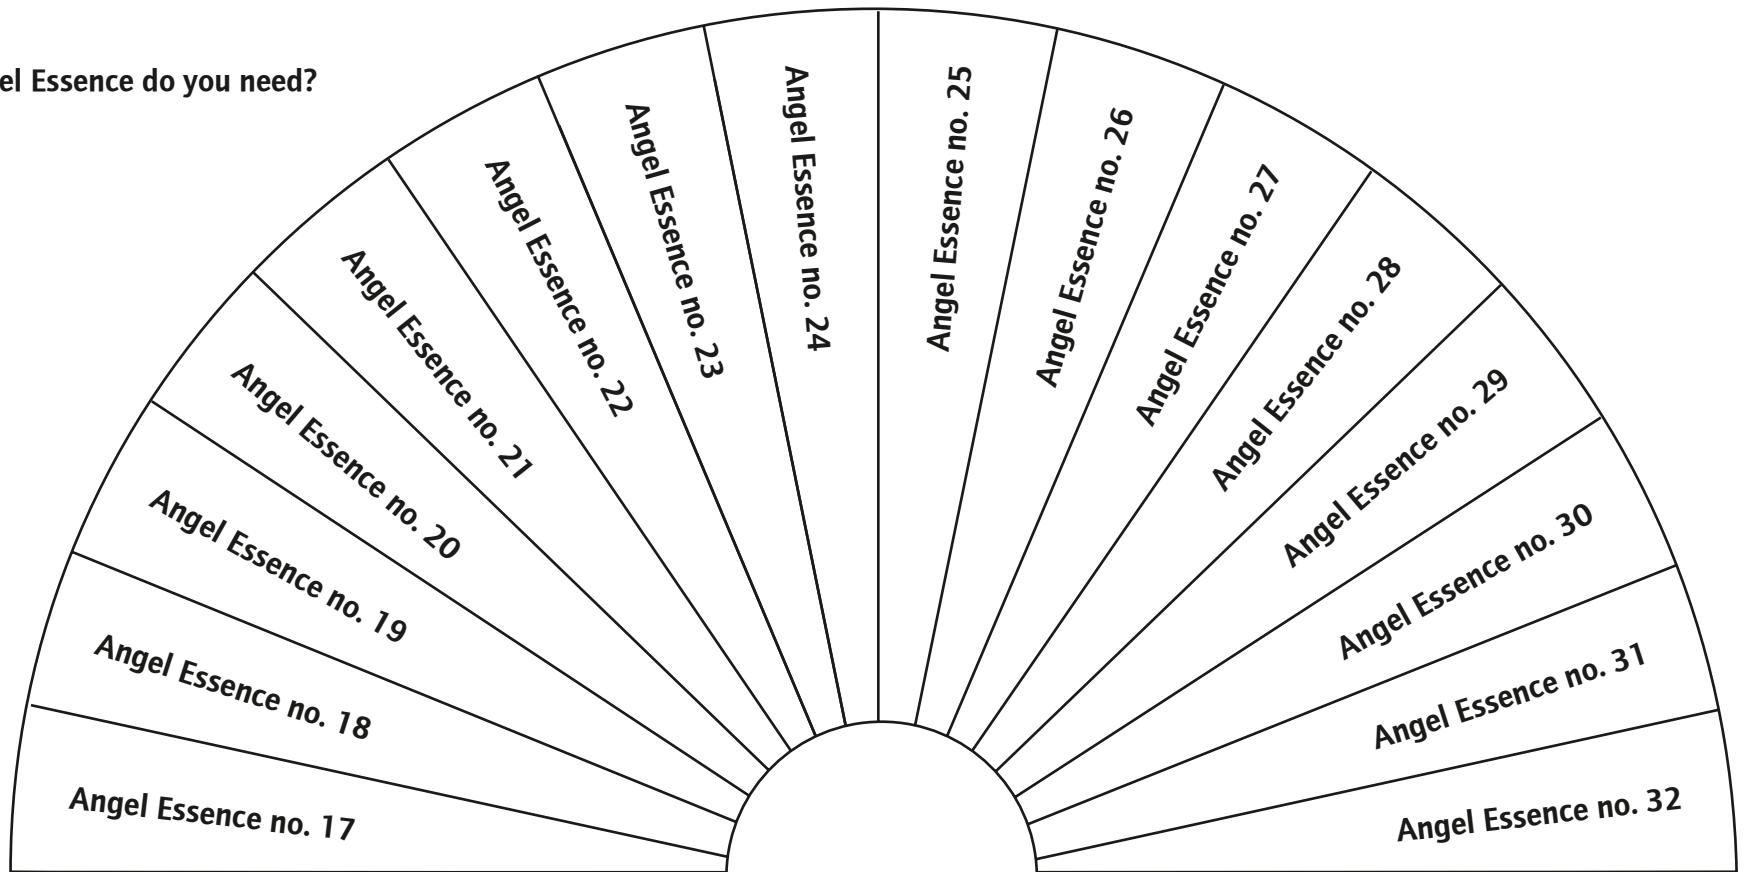 el Essence do you need?
Angel Essence no. 17
Angel Essence no. 18
Angel Essence no. 19
Angel Essence no. 20
Angel Essence no. 21
Angel Essence no. 22
Angel Essence no. 23
Angel Essence no. 24
Angel Essence no. 25
Angel Essence no. 26
Angel Essence no. 27
Angel Essence no. 28
Angel Essence no. 29
Angel Essence no. 30
Angel Essence no. 31
Angel Essence no. 32